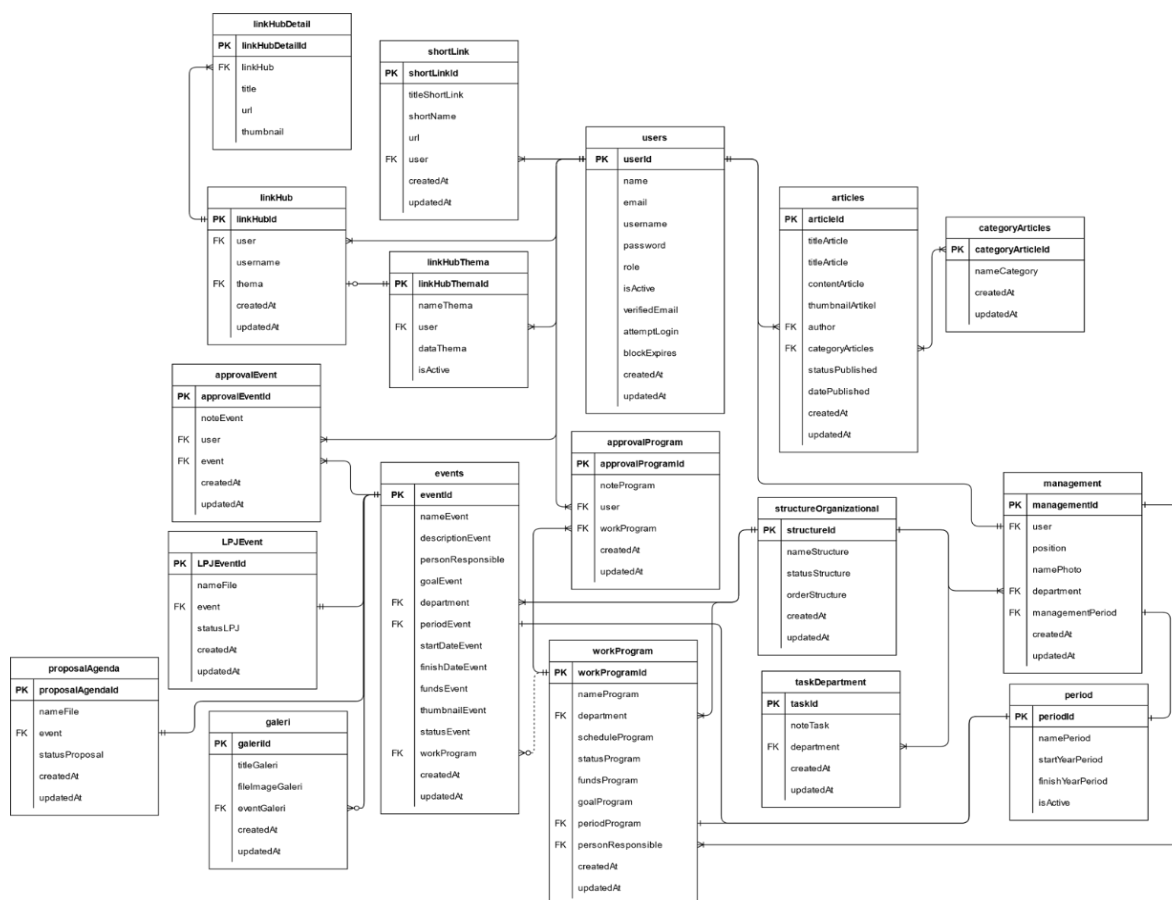 linkHubDetail
PK linkHubDetailId
FK linkHub
title
url
thumbnail
shortLink
PK shortLinkId
titleShortLink
shortName
url
FK user
createdAt
updatedAt
users
PK userId
name
email
username
password
role
isActive
verifiedEmail
attemptLogin
blockExpires
createdAt
updatedAt
articles
PK articleId
titleArticle
titleArticle
contentArticle
thumbnailArtikel
FK author
FK categoryArticles
statusPublished
datePublished
createdAt
updatedAt
categoryArticles
PK categoryArticleId
nameCategory
createdAt
updatedAt
linkHub
PK linkHubId
FK user
username
FK thema
createdAt
updatedAt
linkHubThema
PK linkHubThemaId
nameThema
FK user
dataThema
isActive
approvalEvent
PK approvalEventId
noteEvent
FK user
FK event
createdAt
updatedAt
events
PK eventId
nameEvent
descriptionEvent
personResponsible
goalEvent
FK department
FK periodEvent
startDateEvent
finishDateEvent
fundsEvent
thumbnailEvent
statusEvent
FK workProgram
createdAt
updatedAt
approvalProgram
PK approvalProgramId
noteProgram
FK user
FK workProgram
createdAt
updatedAt
structureOrganizational
PK structureId
nameStructure
statusStructure
orderStructure
createdAt
updatedAt
management
PK managementId
FK user
position
namePhoto
FK department
FK managementPeriod
createdAt
updatedAt
LPJEvent
PK LPJEventId
nameFile
FK event
statusLPJ
createdAt
updatedAt
proposalAgenda
PK proposalAgendaId
nameFile
FK event
statusProposal
createdAt
updatedAt
galeri
PK galeriId
titleGaleri
fileImageGaleri
FK eventGaleri
createdAt
updatedAt
workProgram
PK workProgramId
nameProgram
FK department
scheduleProgram
statusProgram
fundsProgram
goalProgram
FK periodProgram
FK personResponsible
createdAt
updatedAt
taskDepartment
PK taskId
noteTask
FK department
createdAt
updatedAt
period
PK periodId
namePeriod
startYearPeriod
finishYearPeriod
isActive